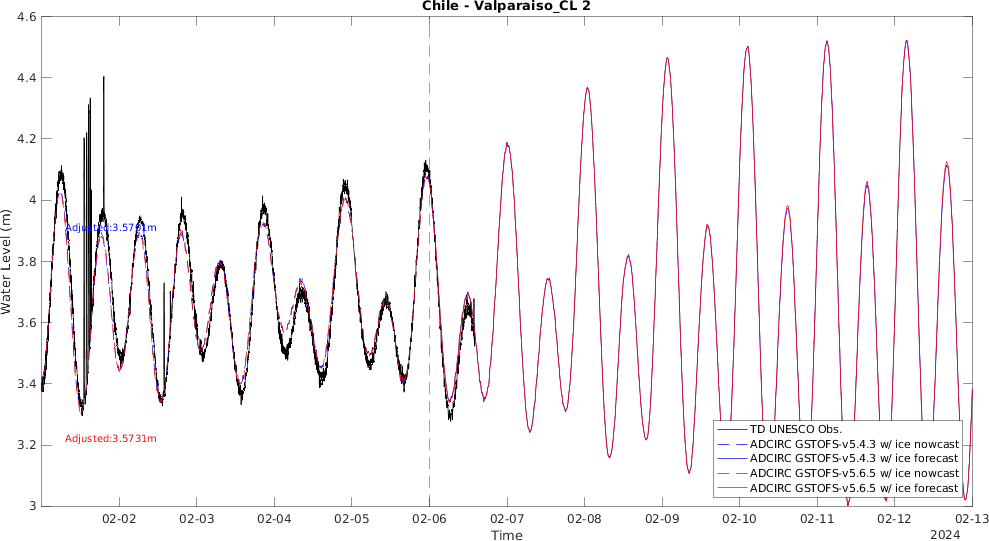 Chile - Valparaiso_CL 2
4.6
4.4
4.2
4
3.8
3.6
3.4
3.2
3
Water Level (m)
Adjusted:3.5701m
Adjusted:3.5731m
TD UNESCO Obs.
ADCIRC GSTOFS-v5.4.3 w/ ice nowcast
ADCIRC GSTOFS-v5.4.3 w/ ice forecast
ADCIRC GSTOFS-v5.6.5 w/ ice nowcast
ADCIRC GSTOFS-v5.6.5 w/ ice forecast
02-02 02-03 02-04 02-05 02-06 02-07 02-08 02-09 02-10 02-11 02-12 02-13
Time
2024